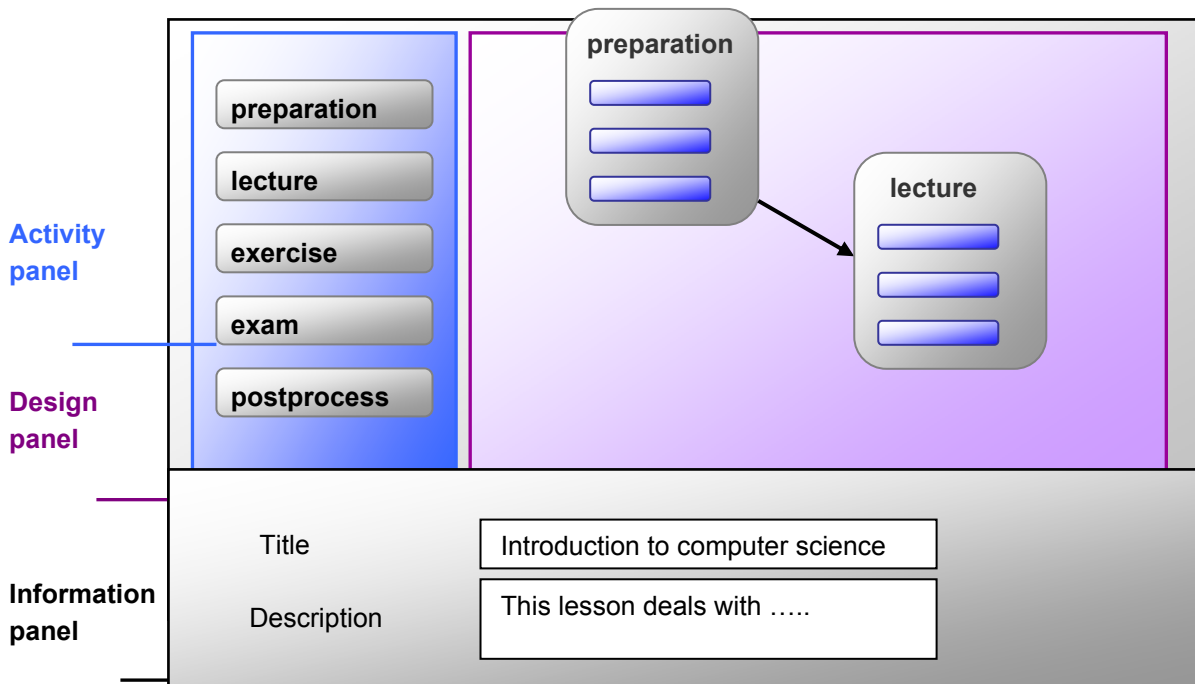 preparation
preparation
lecture
lecture
Activity
panel
exercise
exam
Design
panel
postprocess
Title
Introduction to computer science
Information
panel
Description
This lesson deals with …..